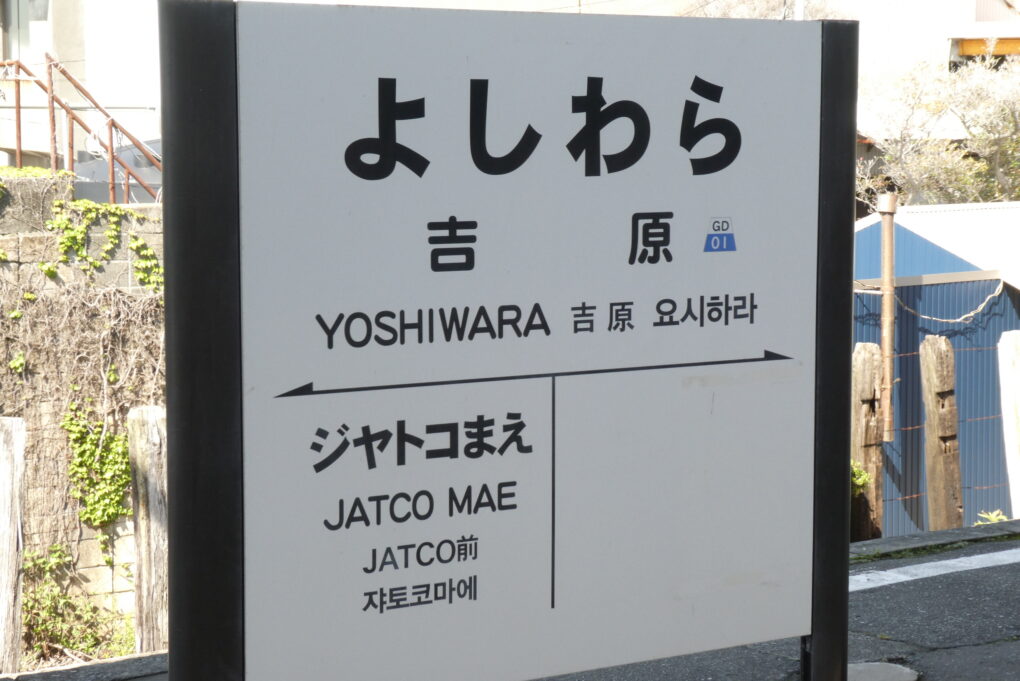 よしわら
吉原 GD 01
YOSHIWARA 吉原 요시하라
ジヤトコまえ
JATCO MAE
JATCO前
쟈토코마에